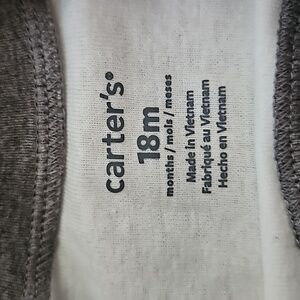 carter's®
18m
months / mois / meses
Made in Vietnam
Fabriqué au Vietnam
Hecho en Vietnam